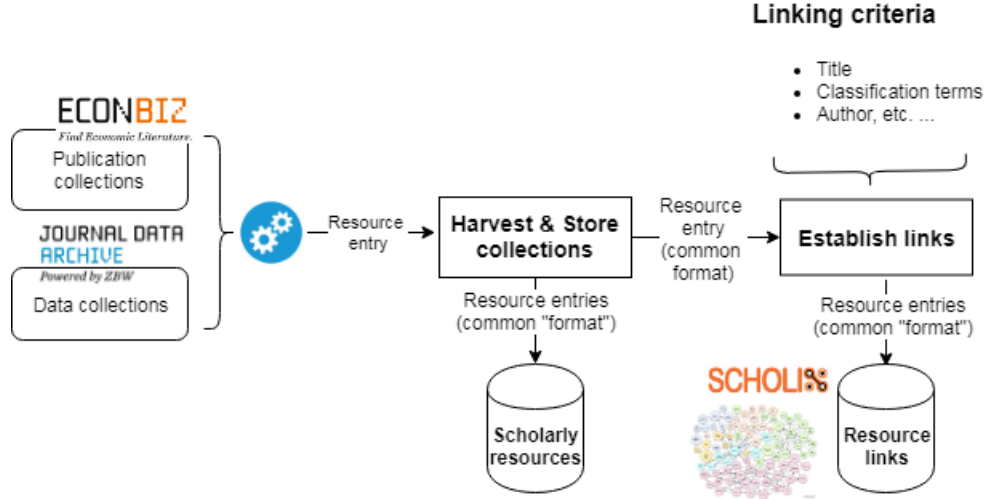 Linking criteria
• Title
• Classification terms
• Author, etc. ...
ECONBIZ
Find Economic Literature.
Publication
collections
JOURNAL DATA
ARCHIVE
Powered by ZBW
Data collections
Resource
entry
Harvest & Store
collections
Resource
entry
(common
format)
Establish links
Resource entries
(common "format")
Resource entries
(common "format")
Scholarly
resources
SCHOLIX
Resource
links